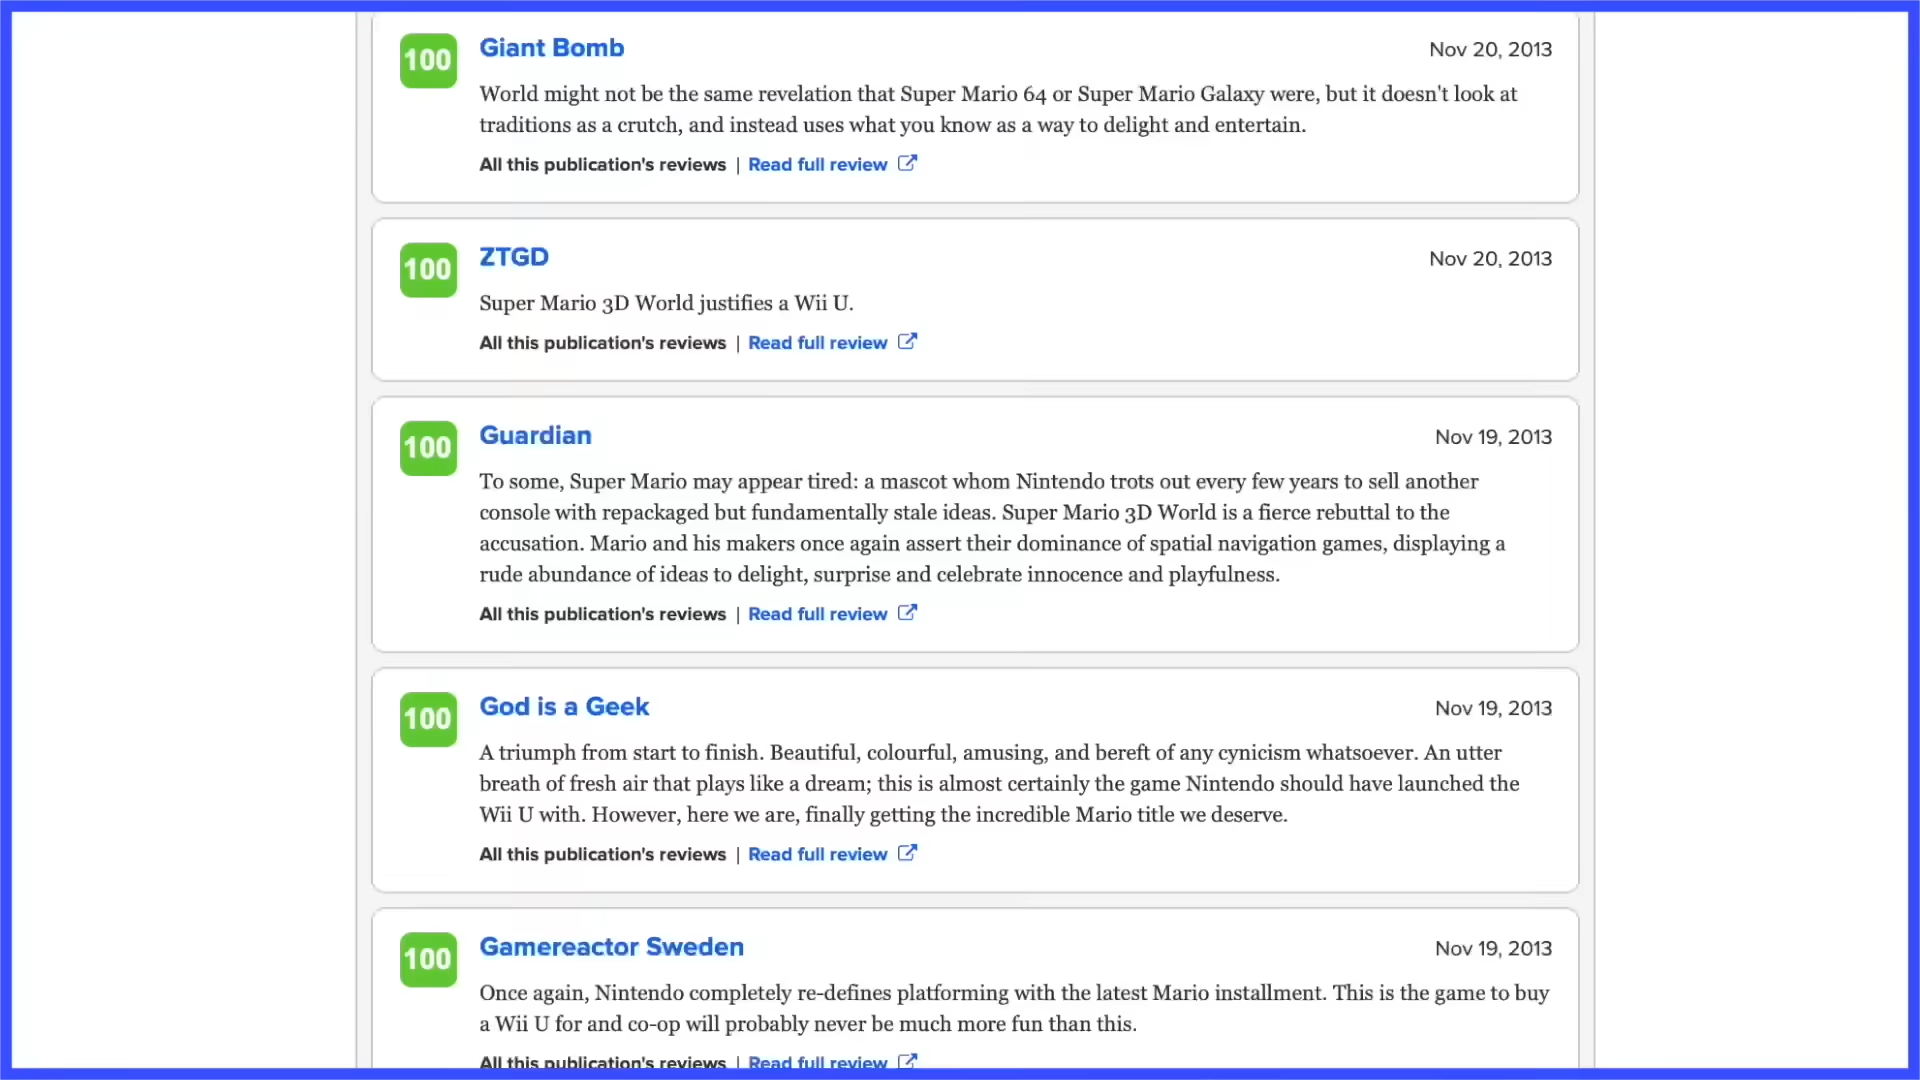 100
Giant Bomb
Nov 20, 2013
World might not be the same revelation that Super Mario 64 or Super Mario Galaxy were, but it doesn't look at
traditions as a crutch, and instead uses what you know as a way to delight and entertain.
All this publication's reviews | Read full review
100
ZTGD
Nov 20, 2013
Super Mario 3D World justifies a Wii U.
All this publication's reviews | Read full review
100
Guardian
Nov 19, 2013
To some, Super Mario may appear tired: a mascot whom Nintendo trots out every few years to sell another
console with repackaged but fundamentally stale ideas. Super Mario 3D World is a fierce rebuttal to the
accusation. Mario and his makers once again assert their dominance of spatial navigation games, displaying a
rude abundance of ideas to delight, surprise and celebrate innocence and playfulness.
All this publication's reviews | Read full review
100
God is a Geek
Nov 19, 2013
A triumph from start to finish. Beautiful, colourful, amusing, and bereft of any cynicism whatsoever. An utter
breath of fresh air that plays like a dream; this is almost certainly the game Nintendo should have launched the
Wii U with. However, here we are, finally getting the incredible Mario title we deserve.
All this publication's reviews | Read full review
100
Gamereactor Sweden
Nov 19, 2013
Once again, Nintendo completely re-defines platforming with the latest Mario installment. This is the game to buy
a Wii U for and co-op will probably never be much more fun than this.
All this publication's reviews | Read full review